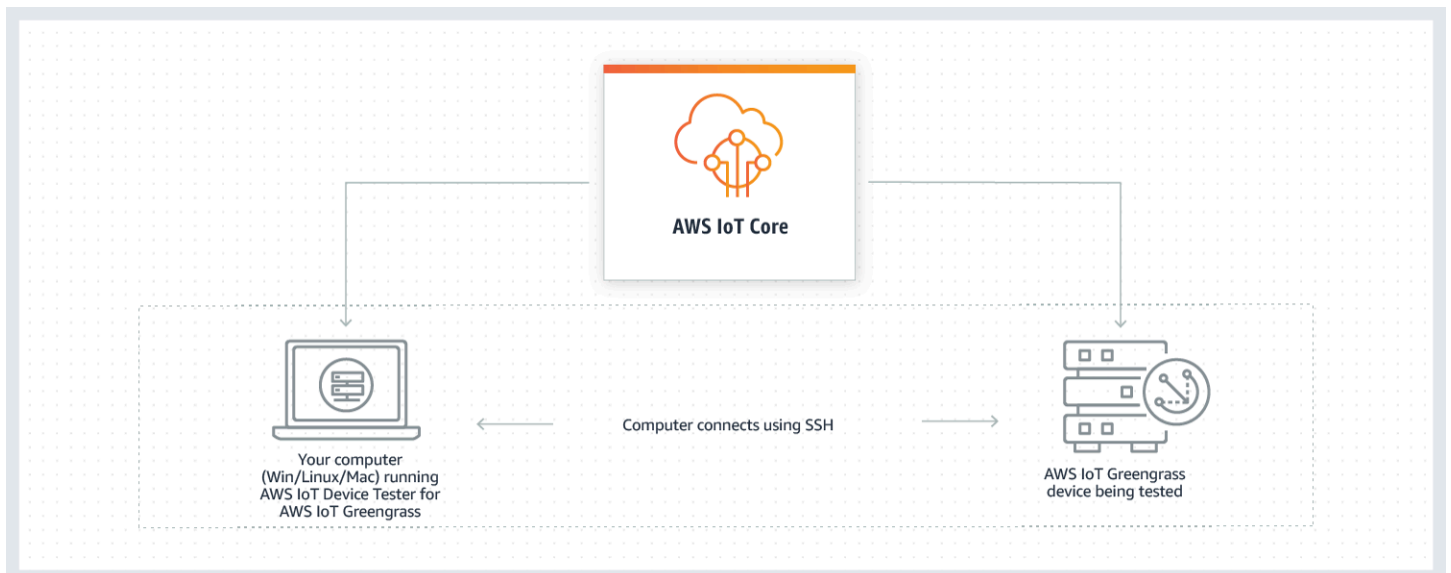 AWS IoT Core
Computer connects using SSH
Your computer
(Win/Linux/Mac) running
AWS IoT Device Tester for
AWS IoT Greengrass
AWS IoT Greengrass
device being tested